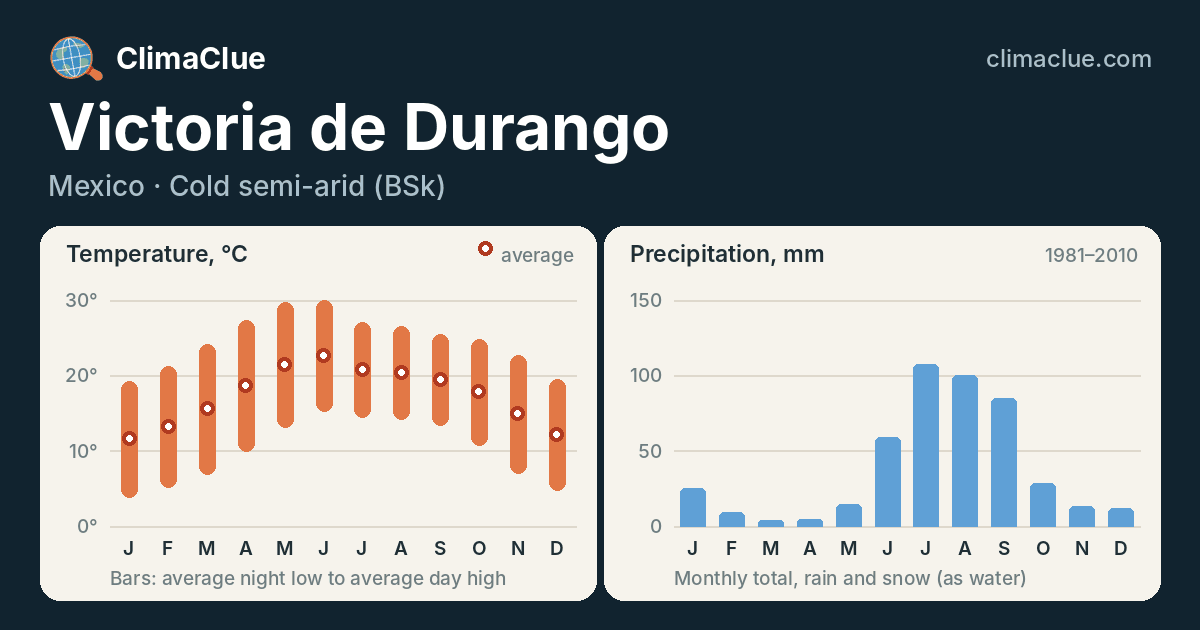 ClimaClue
climaclue.com
Victoria de Durango
Mexico · Cold semi-arid (BSk)
Temperature, °C
average
30°
20°
10°
0°
J F M A M J J A S O N D
Bars: average night low to average day high
Precipitation, mm
1981–2010
150
100
50
0
J F M A M J J A S O N D
Monthly total, rain and snow (as water)